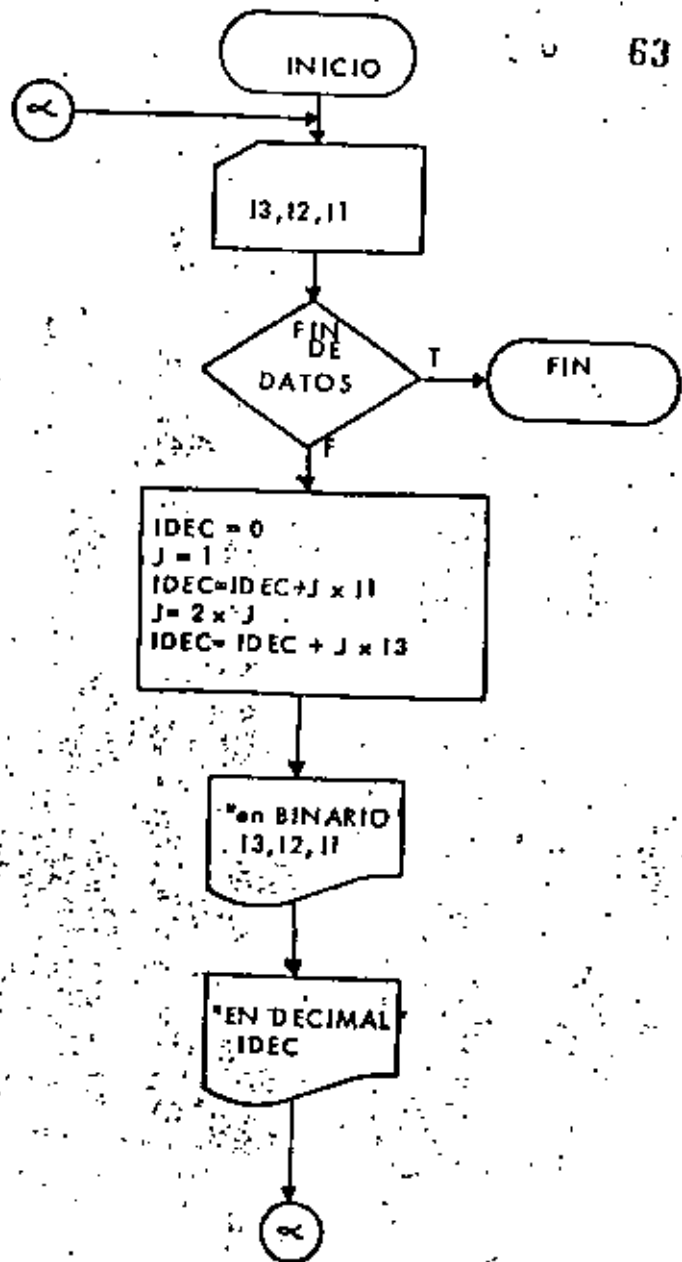 63
INICIO
α
I3,I2,I1
FIN
DE
DATOS
T
FIN
F
IDEC = 0
J = 1
IDEC=IDEC+J x I1
J= 2 x J
IDEC= IDEC + J x I3
"en BINARIO
I3,I2,I1
"EN DECIMAL"
IDEC
α